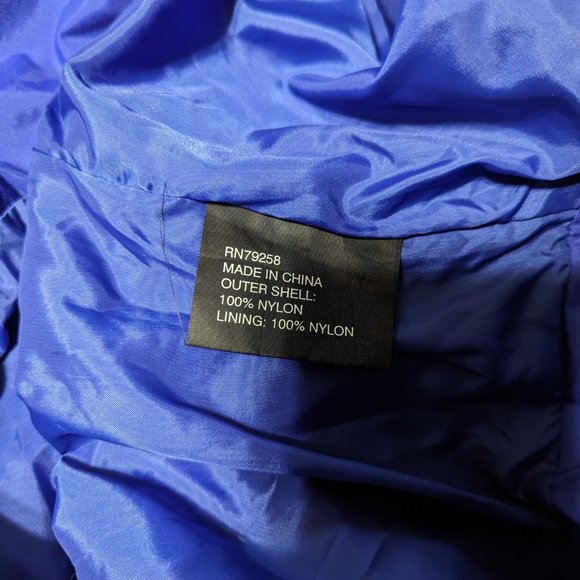 RN79258
MADE IN CHINA
OUTER SHELL:
100% NYLON
LINING: 100% NYLON